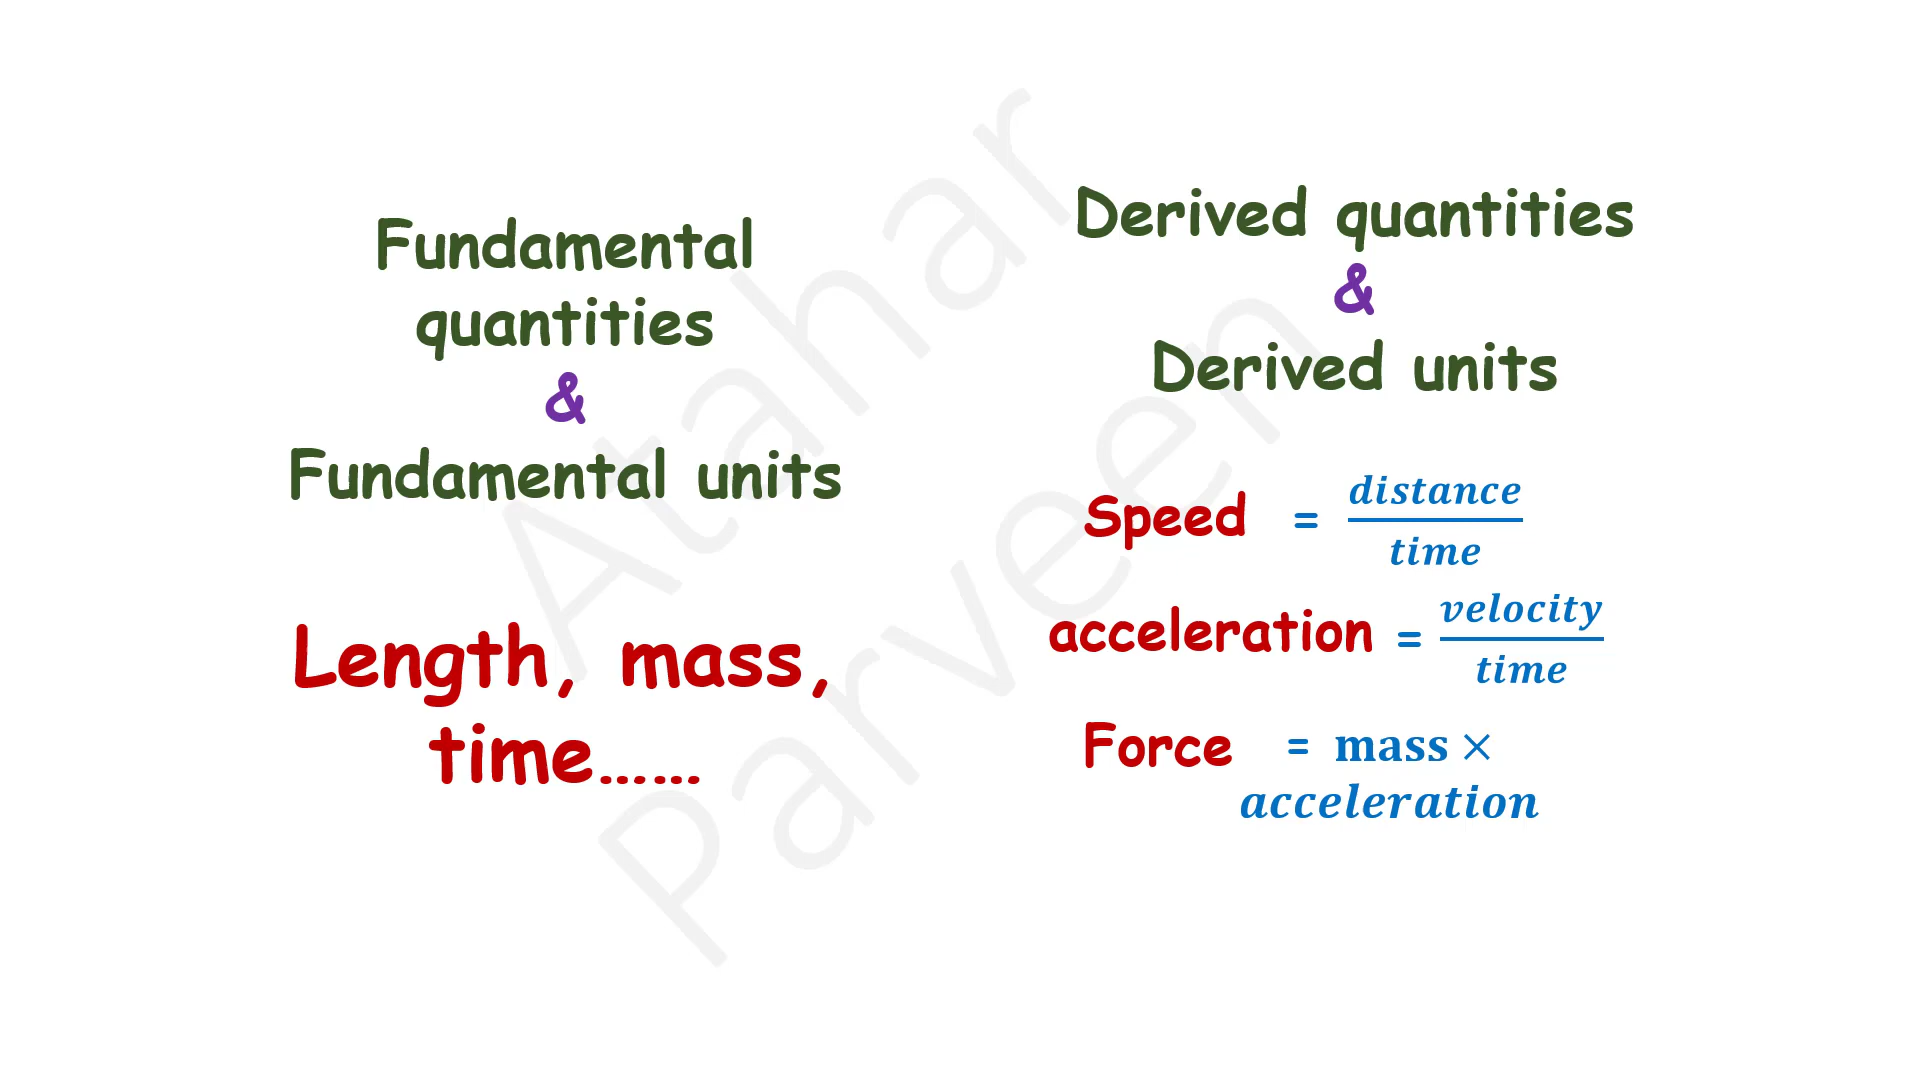 Fundamental
quantities
&
Fundamental units
Length, mass,
time……
Derived quantities
&
Derived units
Speed = distance/time
acceleration = velocity/time
Force = mass ×
acceleration
Atahar
Parveen